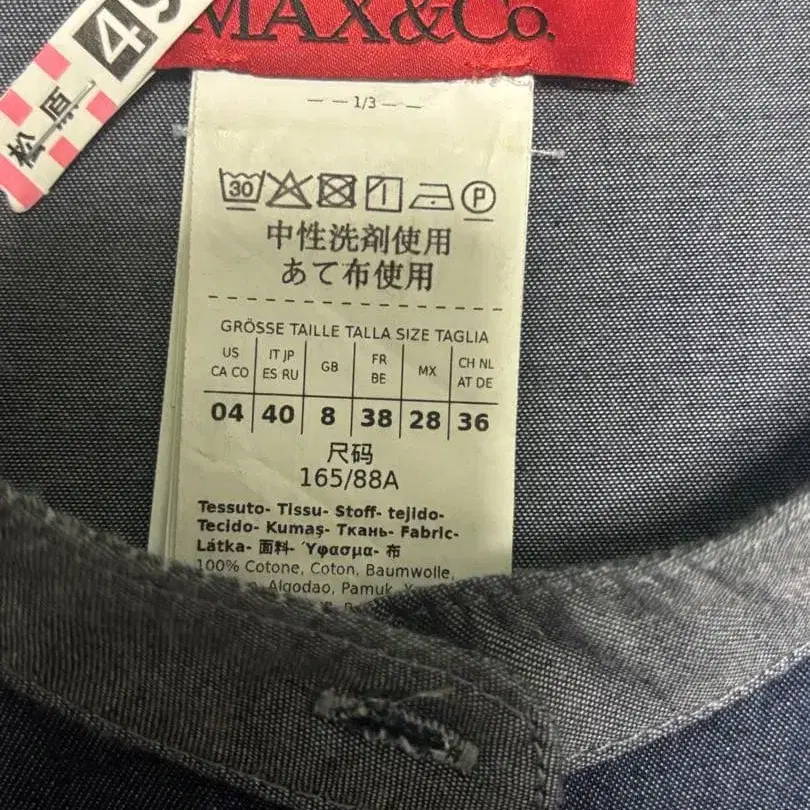 MAX&Co.
49
松原
1/3
30
P
中性洗剤使用
あて布使用
GRÖSSE TAILLE TALLA SIZE TAGLIA
US CA CO
IT JP ES RU
GB
FR BE
MX
CH NL AT DE
04 40 8 38 28 36
尺码
165/88A
Tessuto- Tissu- Stoff- tejido-
Tecido- Kumaş- Ткань- Fabric-
Látka- 面料- Ύφασμα- 布
100% Cotone, Coton, Baumwolle,
Algodao, Pamuk,